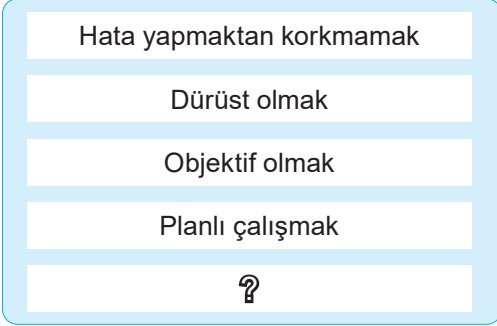 Hata yapmaktan korkmamak
Dürüst olmak
Objektif olmak
Planlı çalışmak
?